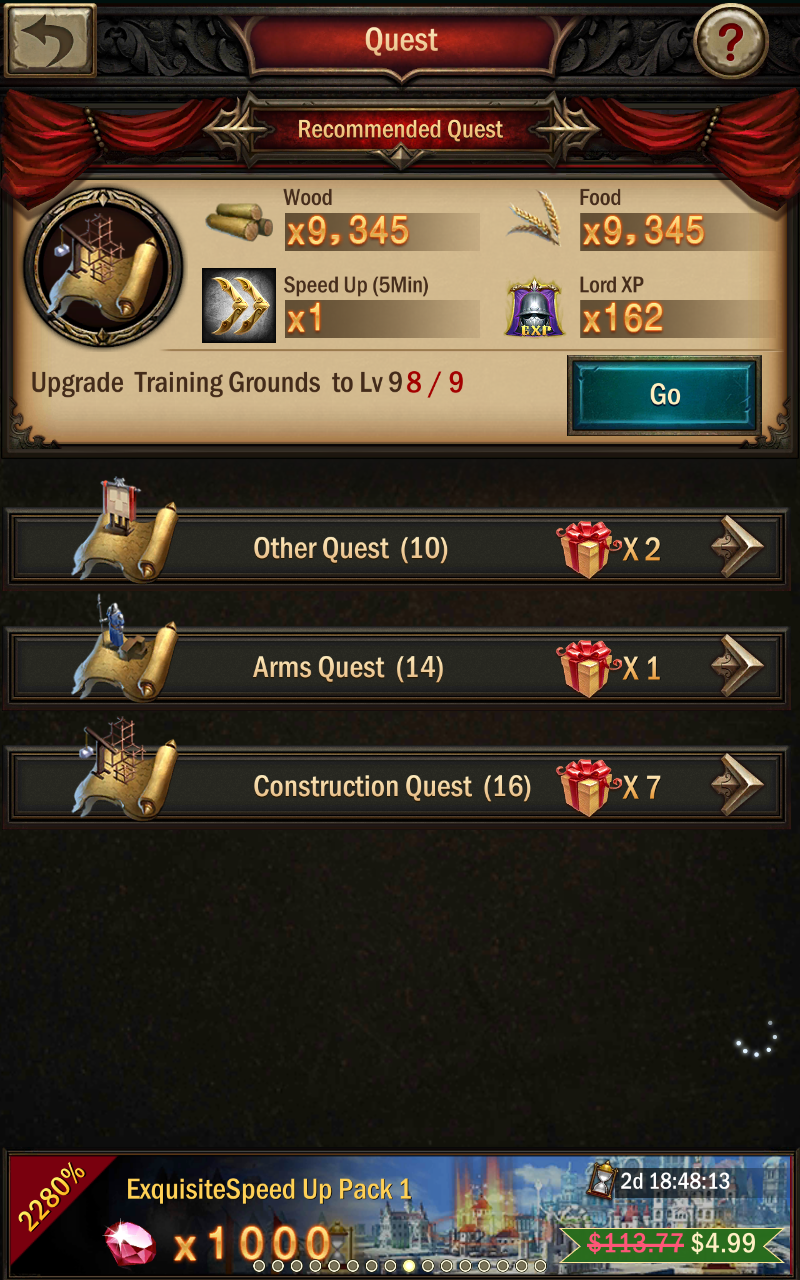 Quest
?
Recommended Quest
Wood
x9,345
Food
x9,345
Speed Up (5Min)
x1
Lord XP
EXP
x162
Upgrade Training Grounds to Lv 9 8 / 9
Go
Other Quest (10)
X 2
Arms Quest (14)
X 1
Construction Quest (16)
X 7
2280%
ExquisiteSpeed Up Pack 1
2d 18:48:13
x1000
$113.77 $4.99